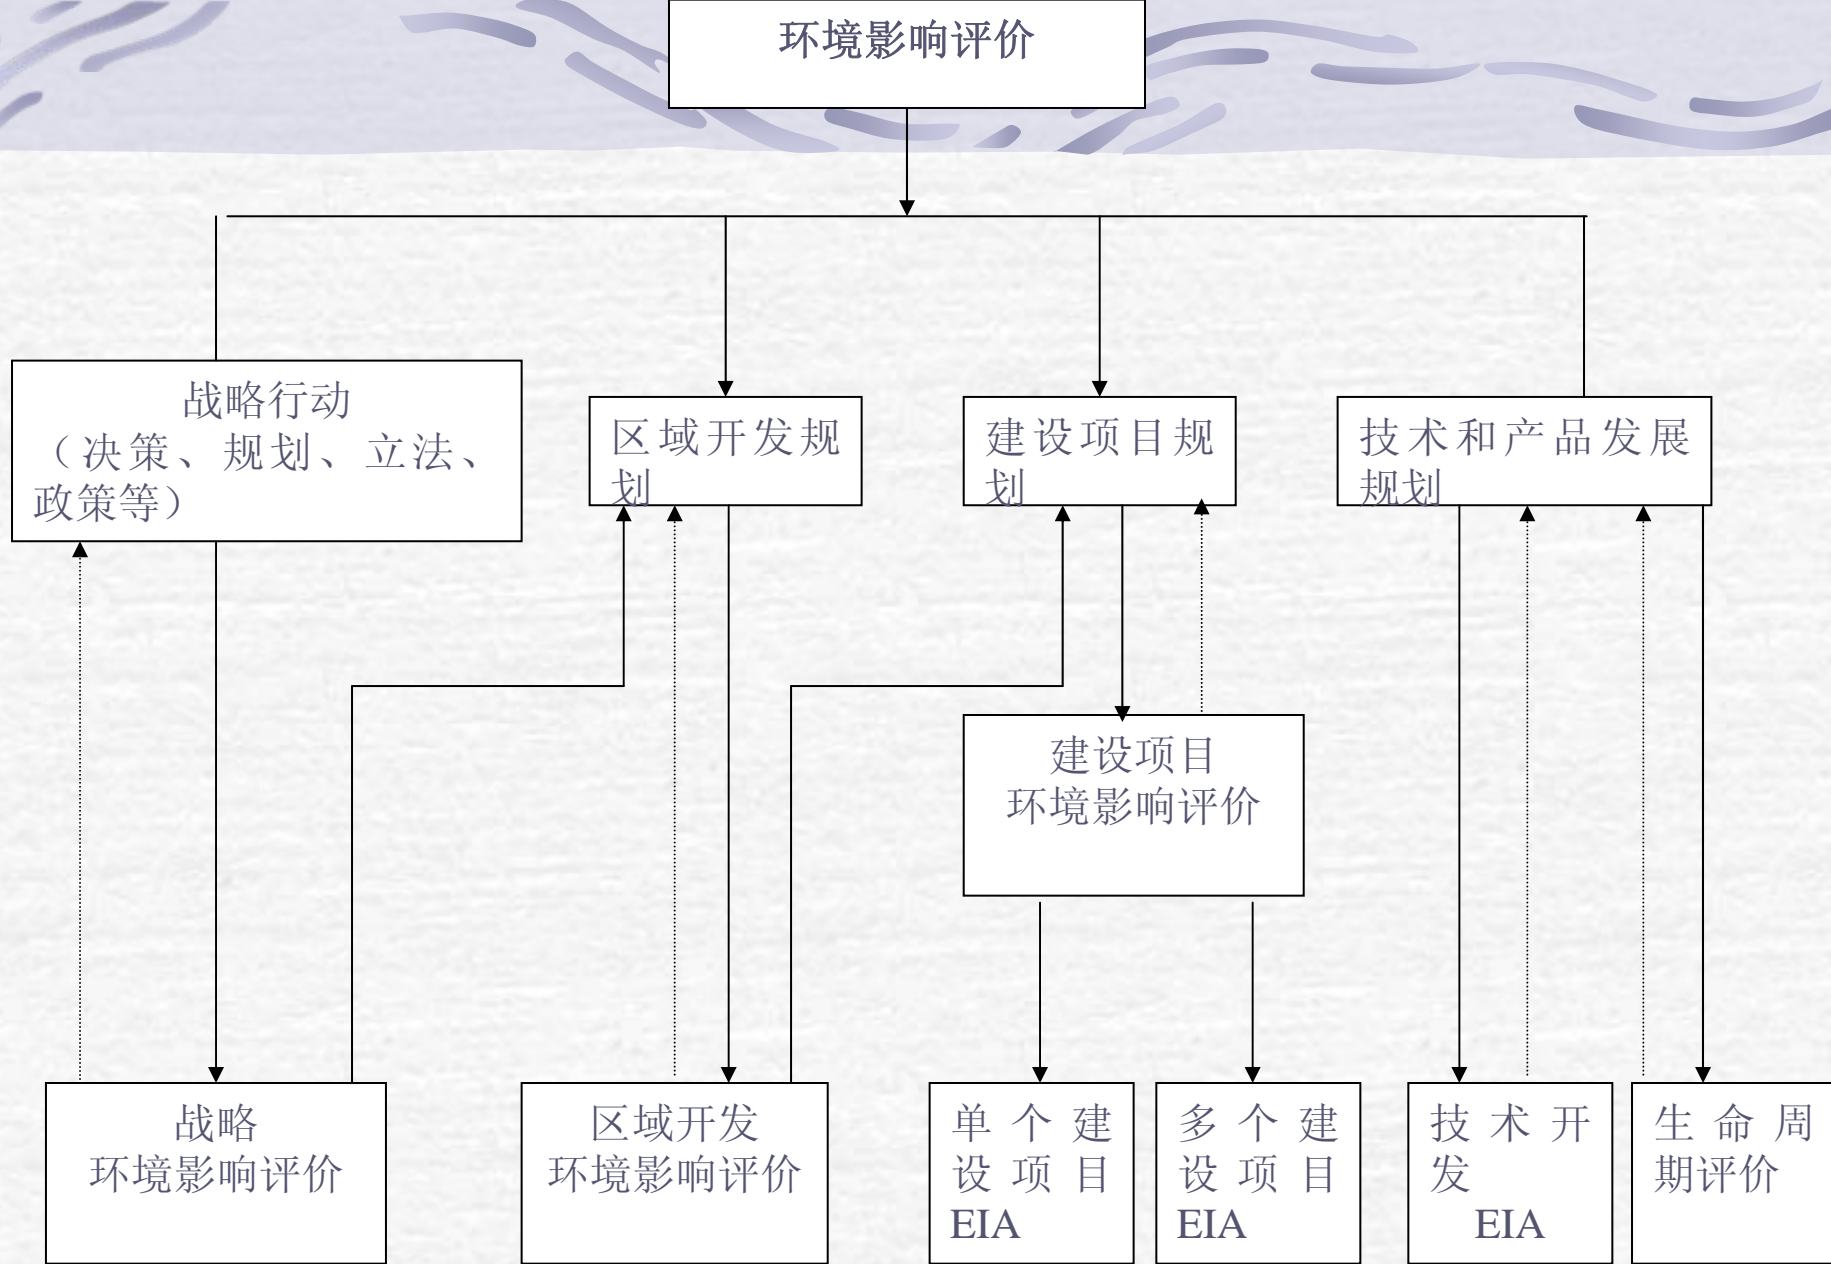 环境影响评价
战略行动
（决策、规划、立法、
政策等）
区域开发规
划
建设项目规
划
技术和产品发展
规划
建设项目
环境影响评价
战略
环境影响评价
区域开发
环境影响评价
单个建
设项目
EIA
多个建
设项目
EIA
技术开
发
EIA
生命周
期评价